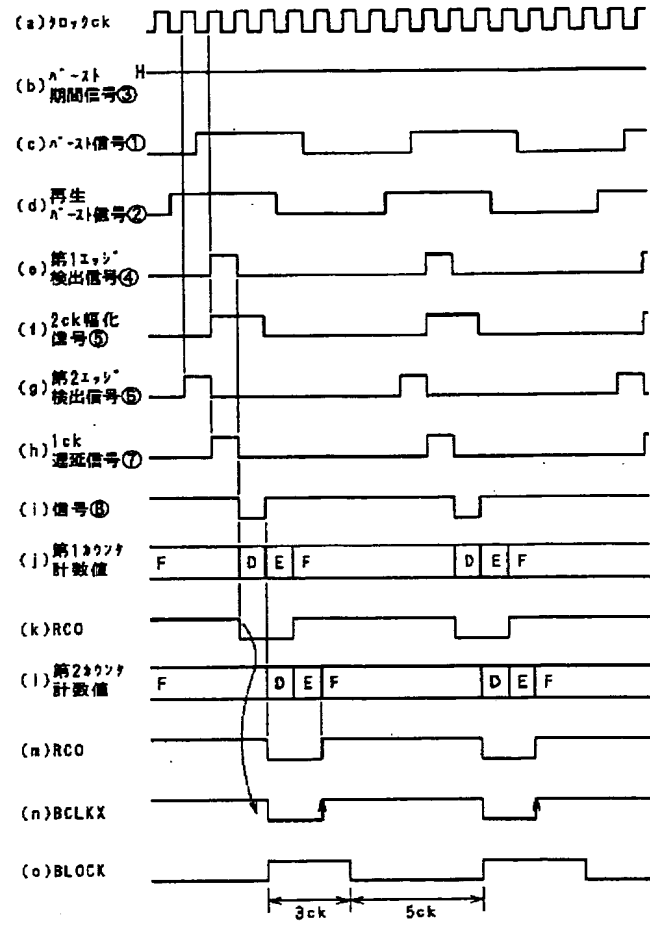 (a)クロックck
(b)バースト 期間信号③
H
(c)バースト信号①
(d)再生 バースト信号②
(e)第1エッジ 検出信号④
(f)2ck幅化 信号⑤
(g)第2エッジ 検出信号⑥
(h)1ck 遅延信号⑦
(i)信号⑧
(j)第1カウンタ 計数値
F D E F D E F
(k)RCO
(l)第2カウンタ 計数値
F D E F D E F
(m)RCO
(n)BCLKX
(o)BLOCK
3ck 5ck